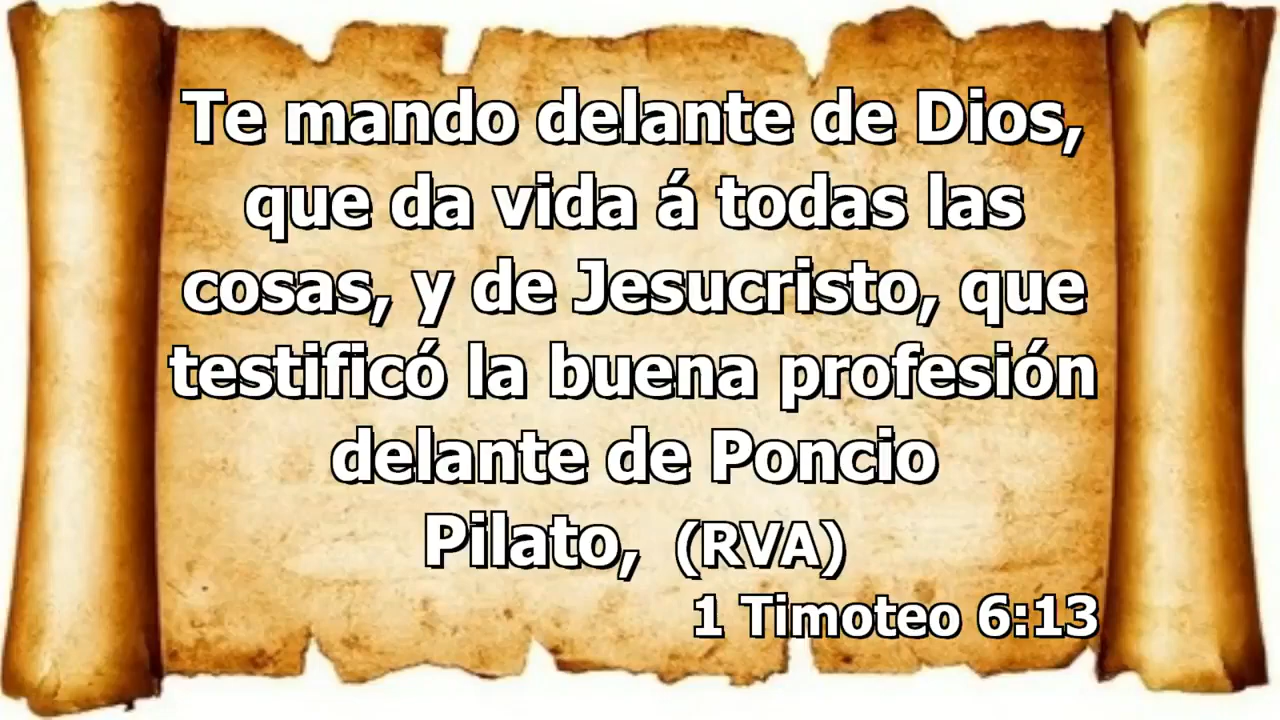 Te mando delante de Dios,
que da vida á todas las
cosas, y de Jesucristo, que
testificó la buena profesión
delante de Poncio
Pilato, (RVA)
1 Timoteo 6:13